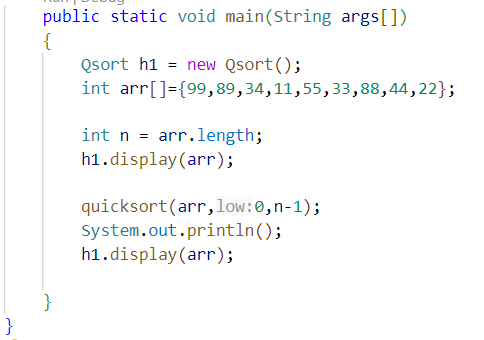 Run | Debug
public static void main(String args[])
{
Qsort h1 = new Qsort();
int arr[]={99,89,34,11,55,33,88,44,22};
int n = arr.length;
h1.display(arr);
quicksort(arr,low:0,n-1);
System.out.println();
h1.display(arr);
}
}